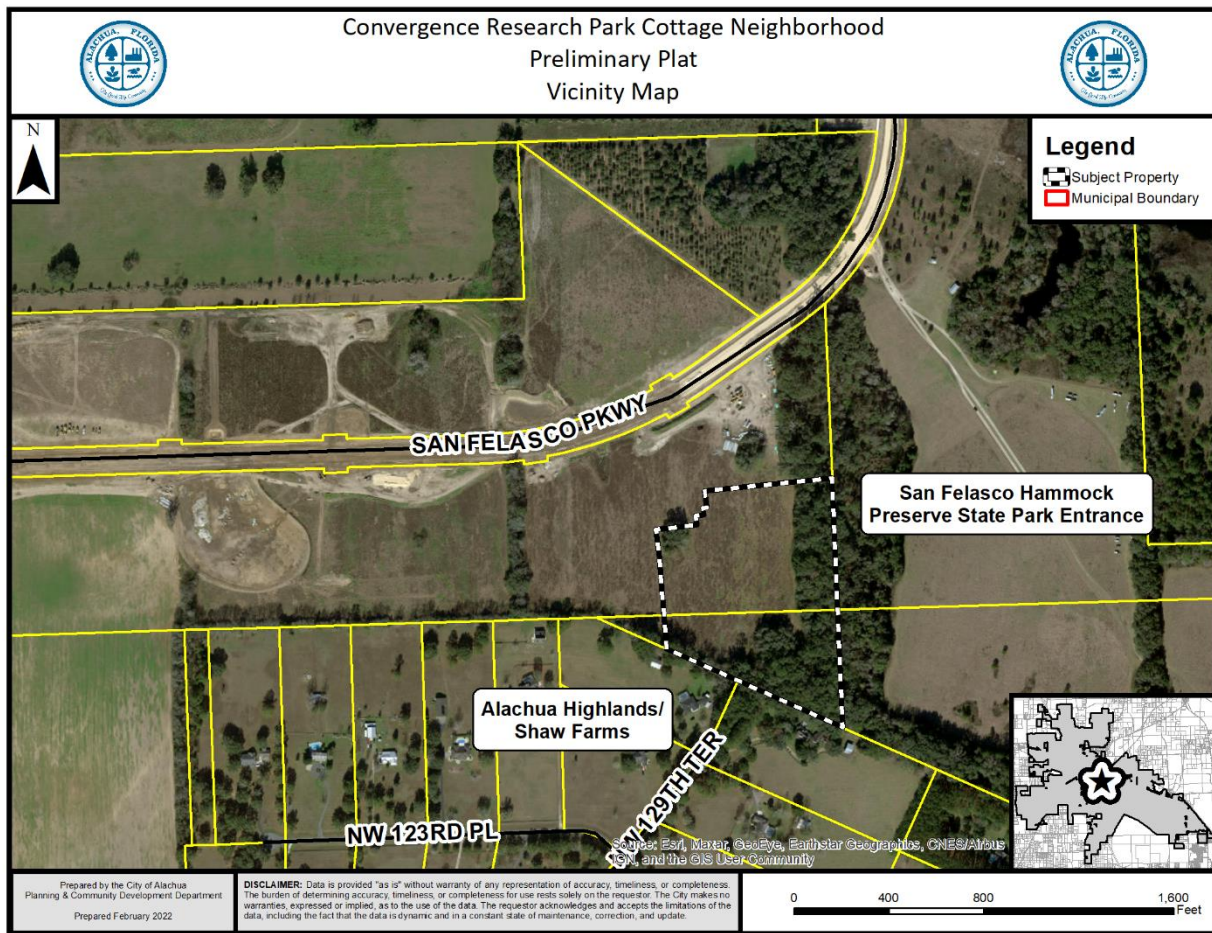 Convergence Research Park Cottage Neighborhood
Preliminary Plat
Vicinity Map
ALACHUA, FLORIDA
ALACHUA, FLORIDA
N
Legend
Subject Property
Municipal Boundary
SAN FELASCO PKWY
San Felasco Hammock
Preserve State Park Entrance
Alachua Highlands/
Shaw Farms
NW 129TH TER
NW 123RD PL
Source: Esri, Maxar, GeoEye, Earthstar Geographics, CNES/Airbus
IGN, and the GIS User Community
Prepared by the City of Alachua
Planning & Community Development Department
Prepared February 2022
DISCLAIMER: Data is provided "as is" without warranty of any representation of accuracy, timeliness, or completeness.
The burden of determining accuracy, timeliness, or completeness for use rests solely on the requestor. The City makes no
warranties, expressed or implied, as to the use of the data. The requestor acknowledges and accepts the limitations of the
data, including the fact that the data is dynamic and in a constant state of maintenance, correction, and update.
0 400 800 1,600
Feet